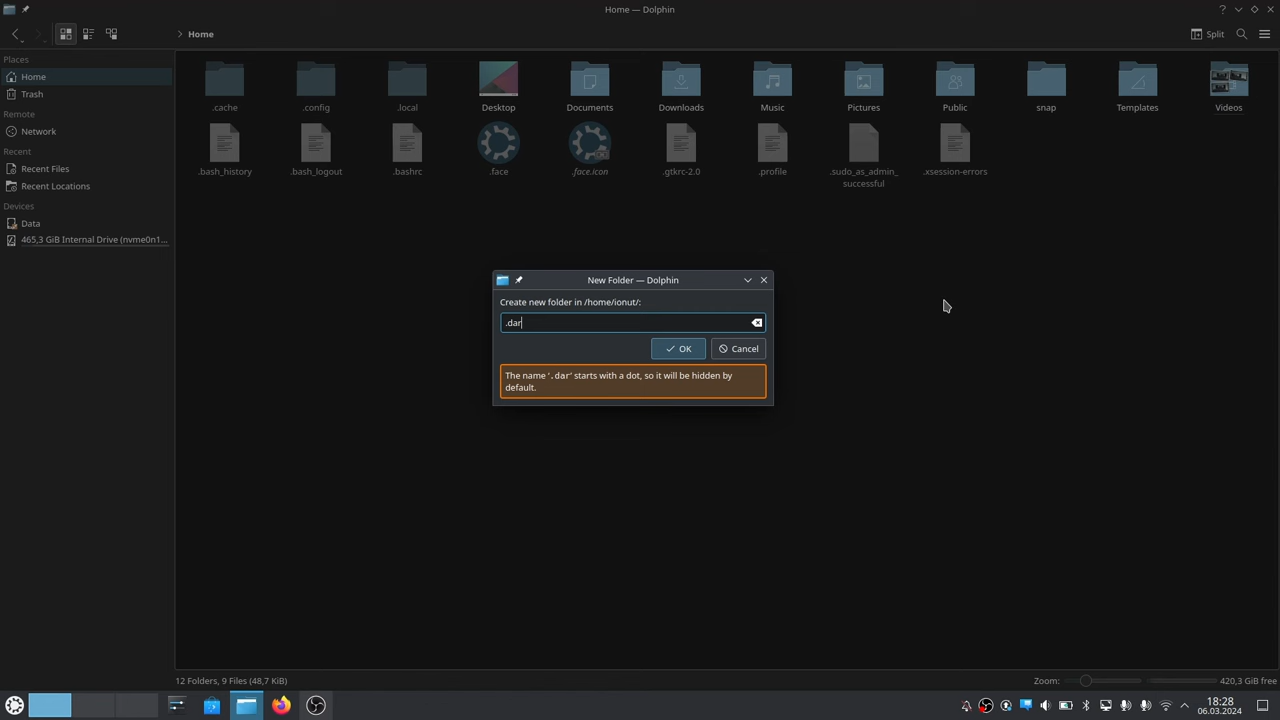 Home — Dolphin
Home
Split
Places
Home
Trash
Remote
Network
Recent
Recent Files
Recent Locations
Devices
Data
465,3 GiB Internal Drive (nvme0n1...
.cache
.config
.local
Desktop
Documents
Downloads
Music
Pictures
Public
snap
Templates
Videos
.bash_history
.bash_logout
.bashrc
.face
.face.icon
.gtkrc-2.0
.profile
.sudo_as_admin_
successful
.xsession-errors
New Folder — Dolphin
Create new folder in /home/ionut/:
.dar
OK
Cancel
The name '.dar' starts with a dot, so it will be hidden by
default.
12 Folders, 9 Files (48,7 KiB)
Zoom:
420,3 GiB free
18:28
06.03.2024